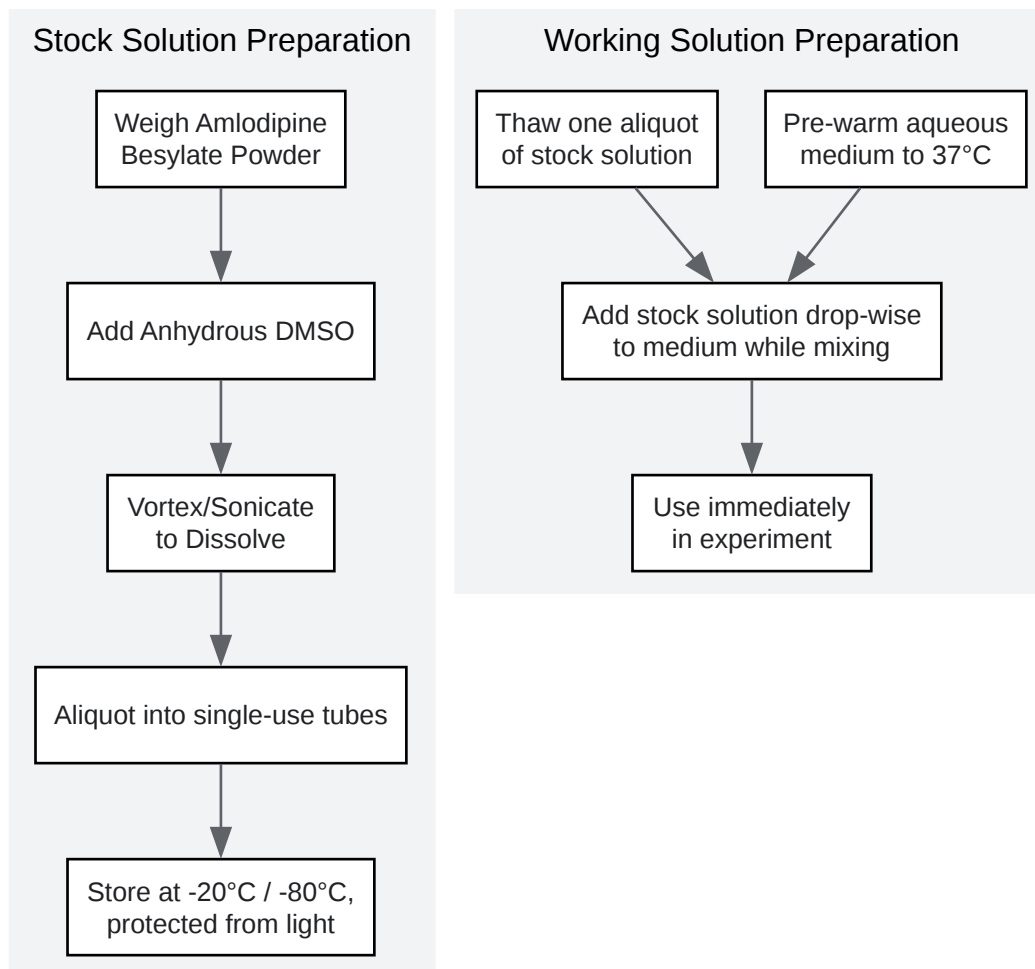 Stock Solution Preparation
Weigh Amlodipine
Besylate Powder
Add Anhydrous DMSO
Vortex/Sonicate
to Dissolve
Aliquot into single-use tubes
Store at -20°C / -80°C,
protected from light
Working Solution Preparation
Thaw one aliquot
of stock solution
Pre-warm aqueous
medium to 37°C
Add stock solution drop-wise
to medium while mixing
Use immediately
in experiment